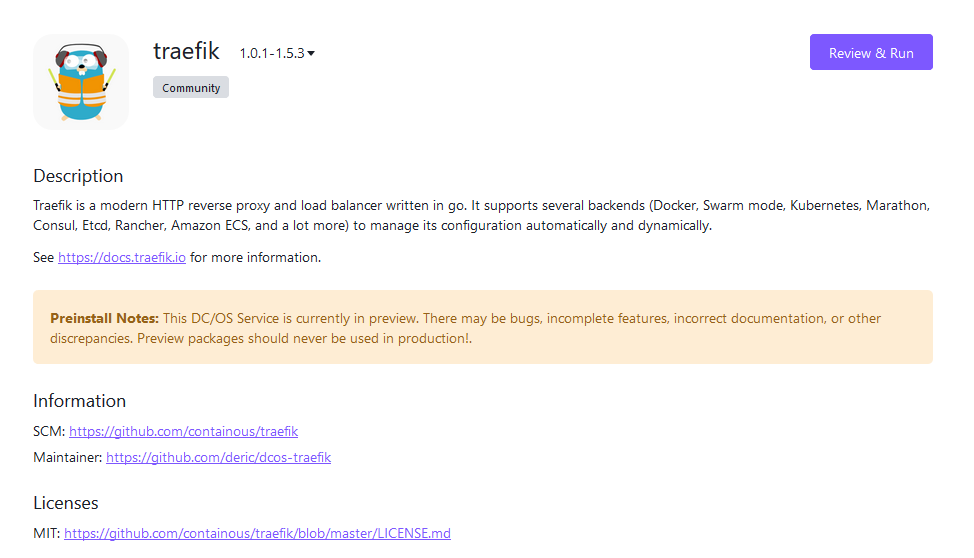 traefik 1.0.1-1.5.3
Review & Run
Community
Description
Traefik is a modern HTTP reverse proxy and load balancer written in go. It supports several backends (Docker, Swarm mode, Kubernetes, Marathon,
Consul, Etcd, Rancher, Amazon ECS, and a lot more) to manage its configuration automatically and dynamically.
See https://docs.traefik.io for more information.
Preinstall Notes: This DC/OS Service is currently in preview. There may be bugs, incomplete features, incorrect documentation, or other
discrepancies. Preview packages should never be used in production!.
Information
SCM: https://github.com/containous/traefik
Maintainer: https://github.com/deric/dcos-traefik
Licenses
MIT: https://github.com/containous/traefik/blob/master/LICENSE.md